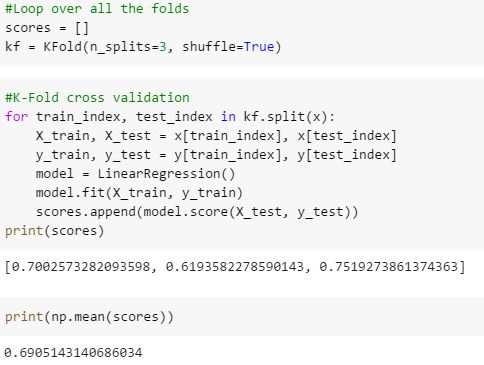 #Loop over all the folds
scores = []
kf = KFold(n_splits=3, shuffle=True)
#K-Fold cross validation
for train_index, test_index in kf.split(x):
    X_train, X_test = x[train_index], x[test_index]
    y_train, y_test = y[train_index], y[test_index]
    model = LinearRegression()
    model.fit(X_train, y_train)
    scores.append(model.score(X_test, y_test))
print(scores)
[0.7002573282093598, 0.6193582278590143, 0.7519273861374363]
print(np.mean(scores))
0.6905143140686034